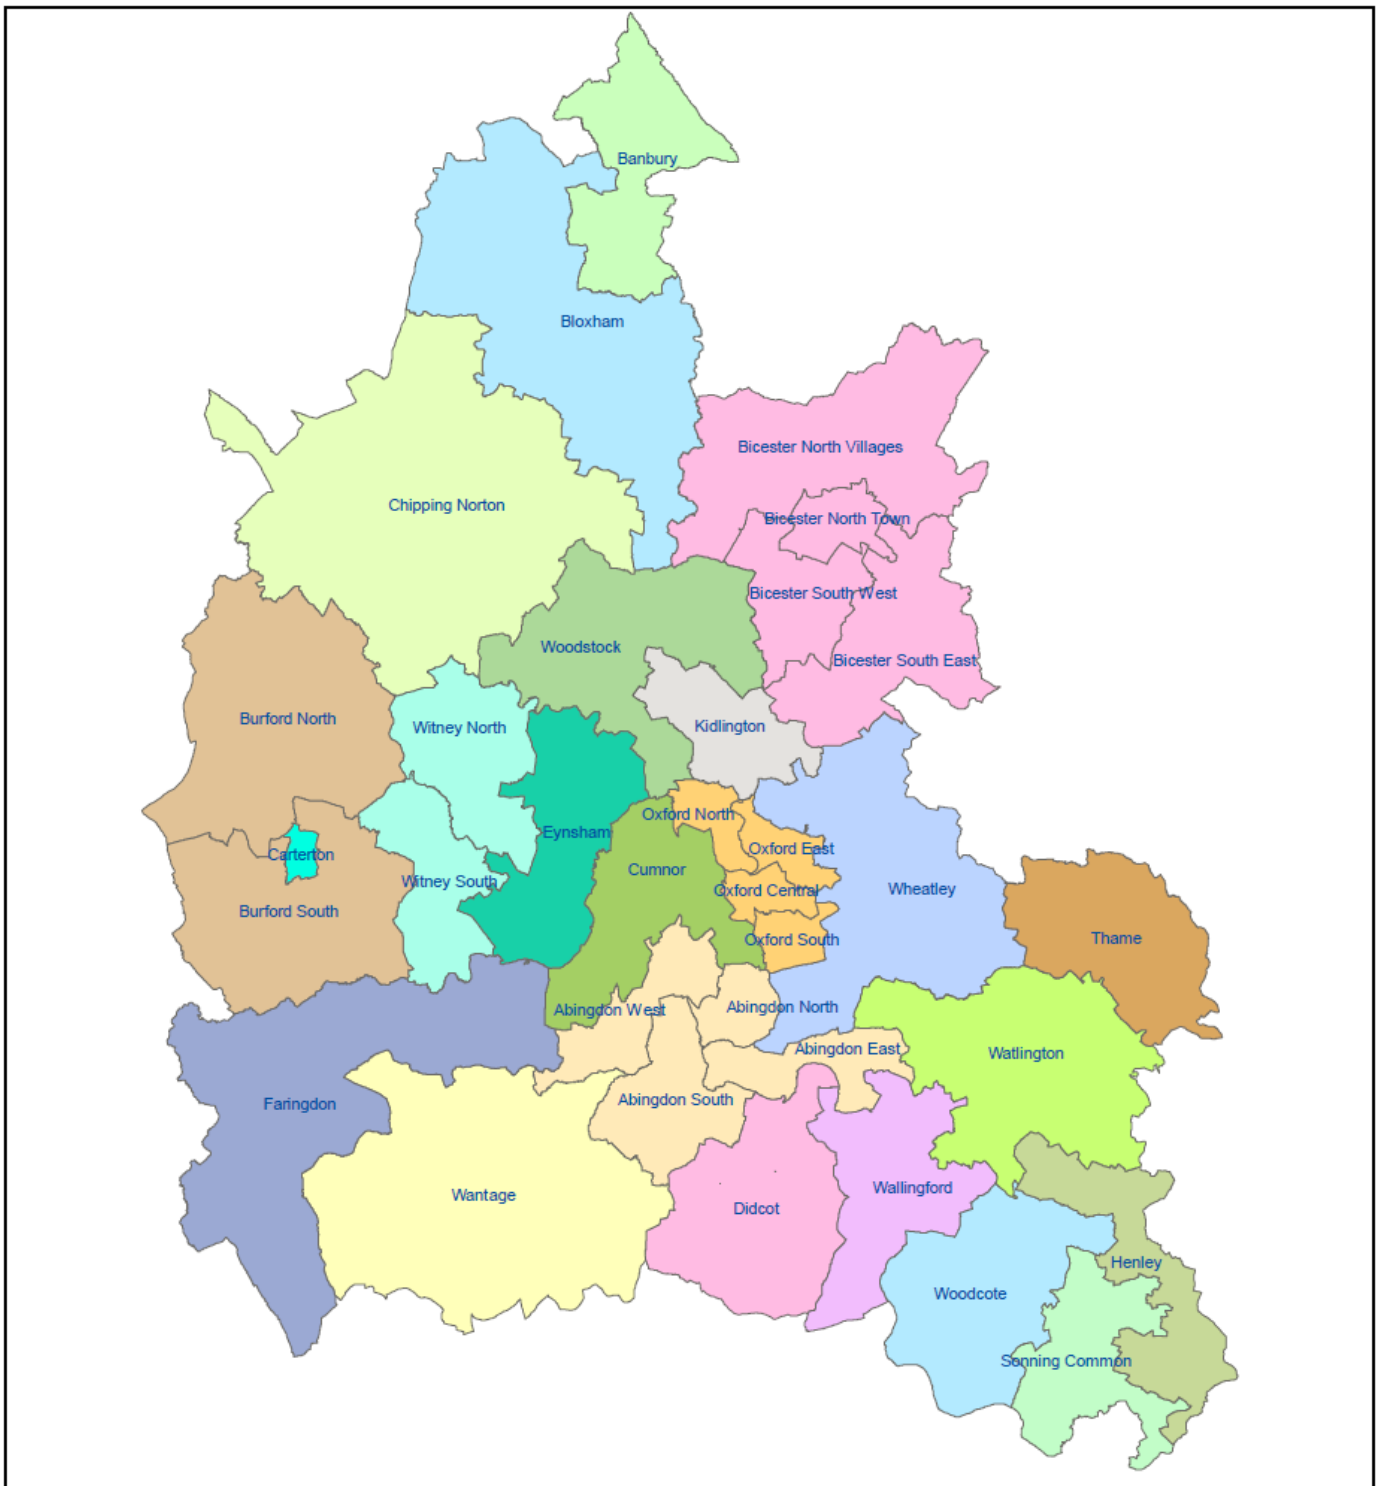 Banbury
Bloxham
Bicester North Villages
Chipping Norton
Bicester North Town
Bicester South West
Woodstock
Bicester South East
Burford North
Witney North
Kidlington
Oxford North
Eynsham
Oxford East
Carterton
Cumnor
Witney South
Oxford Central
Wheatley
Burford South
Oxford South
Thame
Abingdon West
Abingdon North
Abingdon East
Watlington
Faringdon
Abingdon South
Wantage
Wallingford
Didcot
Henley
Woodcote
Sonning Common